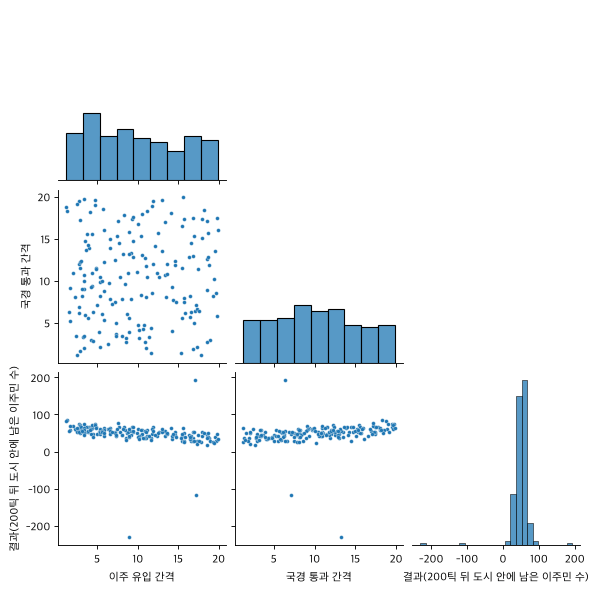 20
15
10
5
국경 통과 간격
200
100
0
-100
-200
결과(200틱 뒤 도시 안에 남은 이주민 수)
5 10 15 20
이주 유입 간격
5 10 15 20
국경 통과 간격
-200 -100 0 100 200
결과(200틱 뒤 도시 안에 남은 이주민 수)